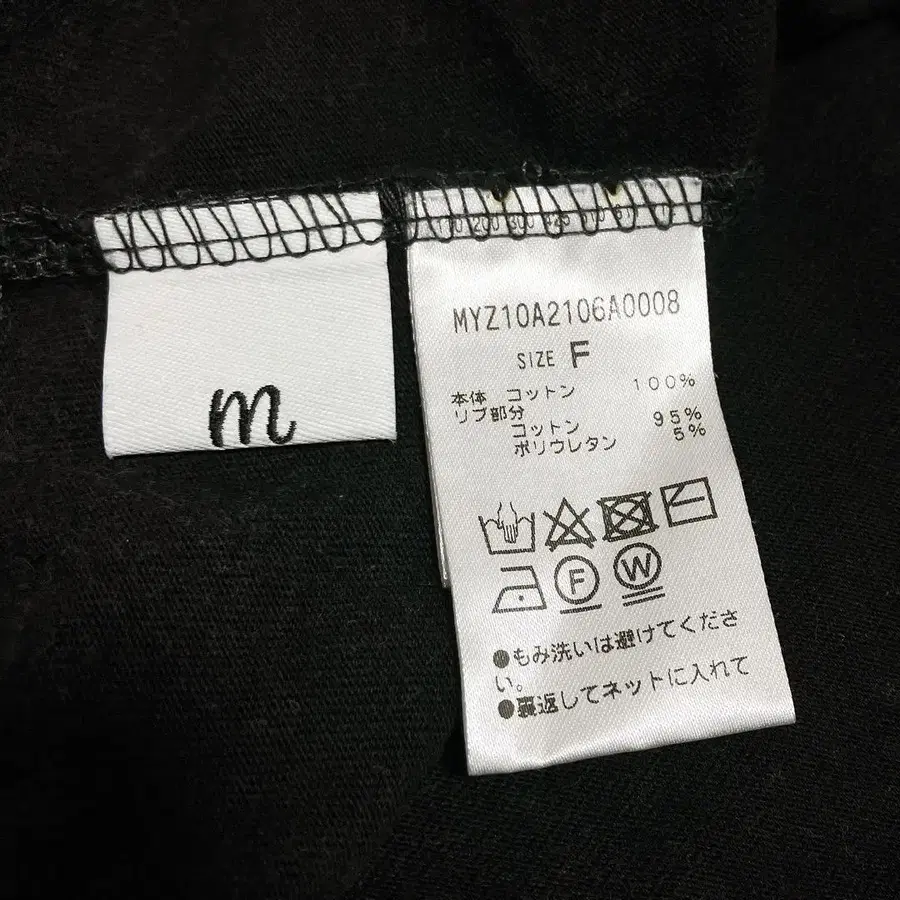 m
MYZ10A2106A0008
SIZE F
本体 コットン 100%
リブ部分
コットン 95%
ポリウレタン 5%
F
W
●もみ洗いは避けてくださ
い。
●裏返してネットに入れて